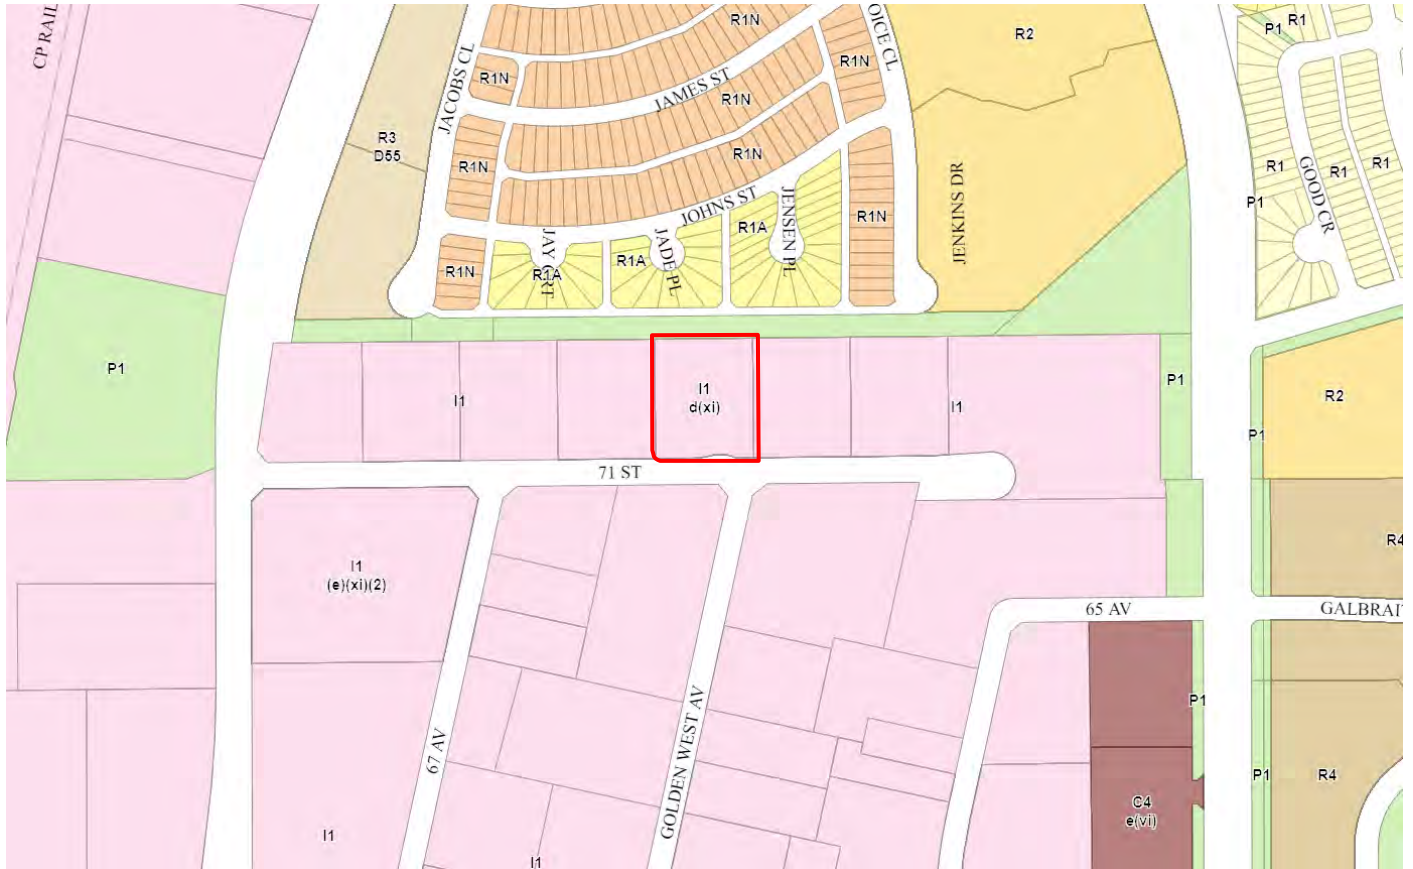 P1
R1
R1N
OICE CL
R2
CP RAIL
R1N
JACOBS CL
R1N
JAMES ST
R1N
R3
D55
R1N
R1N
R1
GOOD CR
R1
R1
JENKINS DR
P1
JOHNS ST
JENSEN PL
R1N
R1A
JAY CRT
R1A
JADE PL
R1A
R1N
P1
I1
I1
d(xi)
I1
P1
R2
P1
71 ST
I1
(e)(xi)(2)
R4
65 AV
GALBRAIT
67 AV
GOLDEN WEST AV
P1
P1
R4
C4
e(vi)
I1
I1